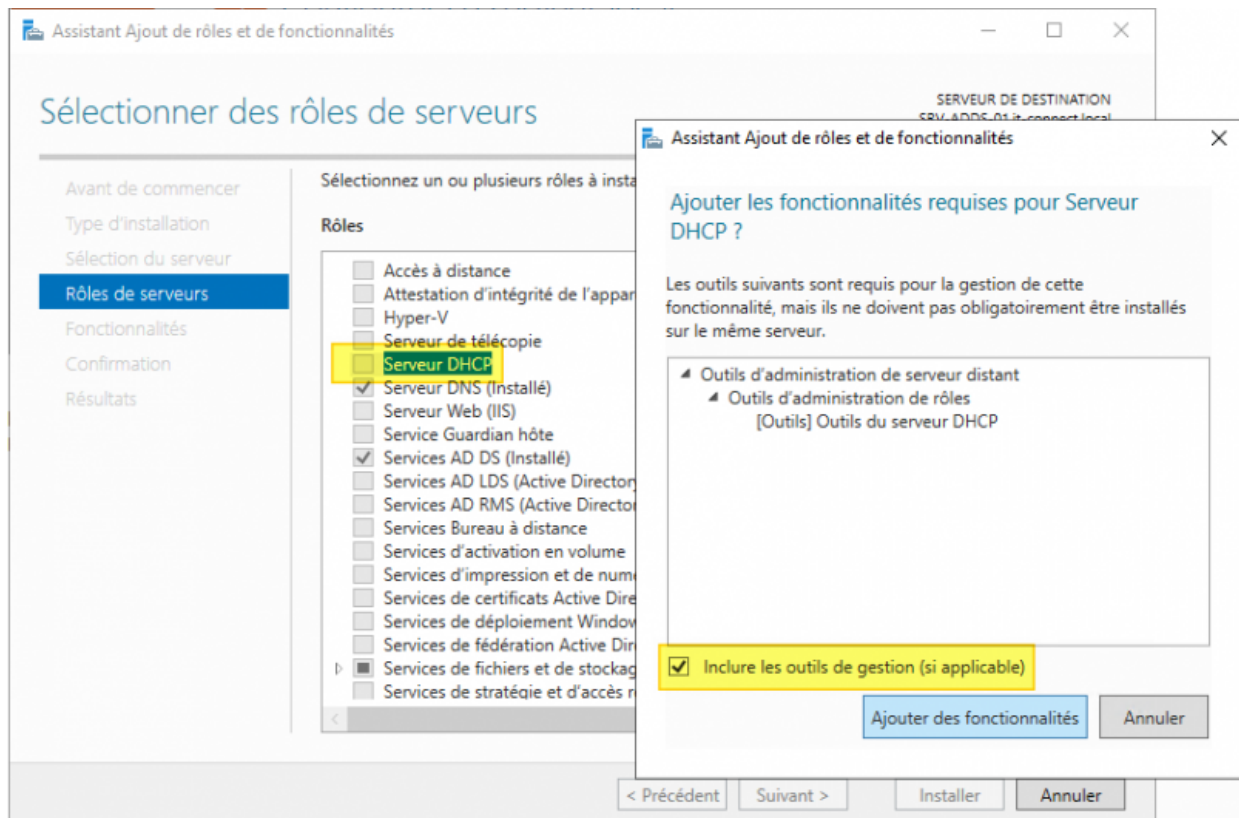 Assistant Ajout de rôles et de fonctionnalités
Sélectionner des rôles de serveurs
SERVEUR DE DESTINATION
SRV-ADDS-01.it-connect.local
Avant de commencer
Type d'installation
Sélection du serveur
Rôles de serveurs
Fonctionnalités
Confirmation
Résultats
Sélectionnez un ou plusieurs rôles à insta
Rôles
Accès à distance
Attestation d'intégrité de l'appar
Hyper-V
Serveur de télécopie
Serveur DHCP
Serveur DNS (Installé)
Serveur Web (IIS)
Service Guardian hôte
Services AD DS (Installé)
Services AD LDS (Active Director
Services AD RMS (Active Director
Services Bureau à distance
Services d'activation en volume
Services d'impression et de num
Services de certificats Active Dire
Services de déploiement Window
Services de fédération Active Dir
Services de fichiers et de stockag
Services de stratégie et d'accès r
< Précédent
Suivant >
Installer
Annuler
Assistant Ajout de rôles et de fonctionnalités
Ajouter les fonctionnalités requises pour Serveur
DHCP ?
Les outils suivants sont requis pour la gestion de cette
fonctionnalité, mais ils ne doivent pas obligatoirement être installés
sur le même serveur.
Outils d'administration de serveur distant
Outils d'administration de rôles
[Outils] Outils du serveur DHCP
Inclure les outils de gestion (si applicable)
Ajouter des fonctionnalités
Annuler